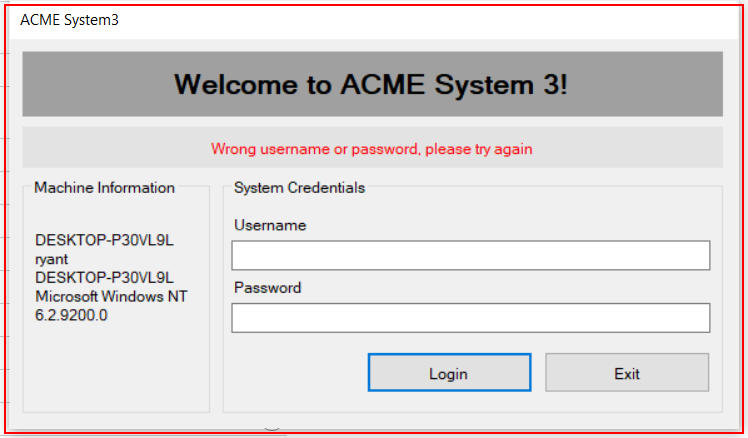 ACME System3
Welcome to ACME System 3!
Wrong username or password, please try again
Machine Information
DESKTOP-P30VL9L
ryant
DESKTOP-P30VL9L
Microsoft Windows NT
6.2.9200.0
System Credentials
Username
Password
Login
Exit